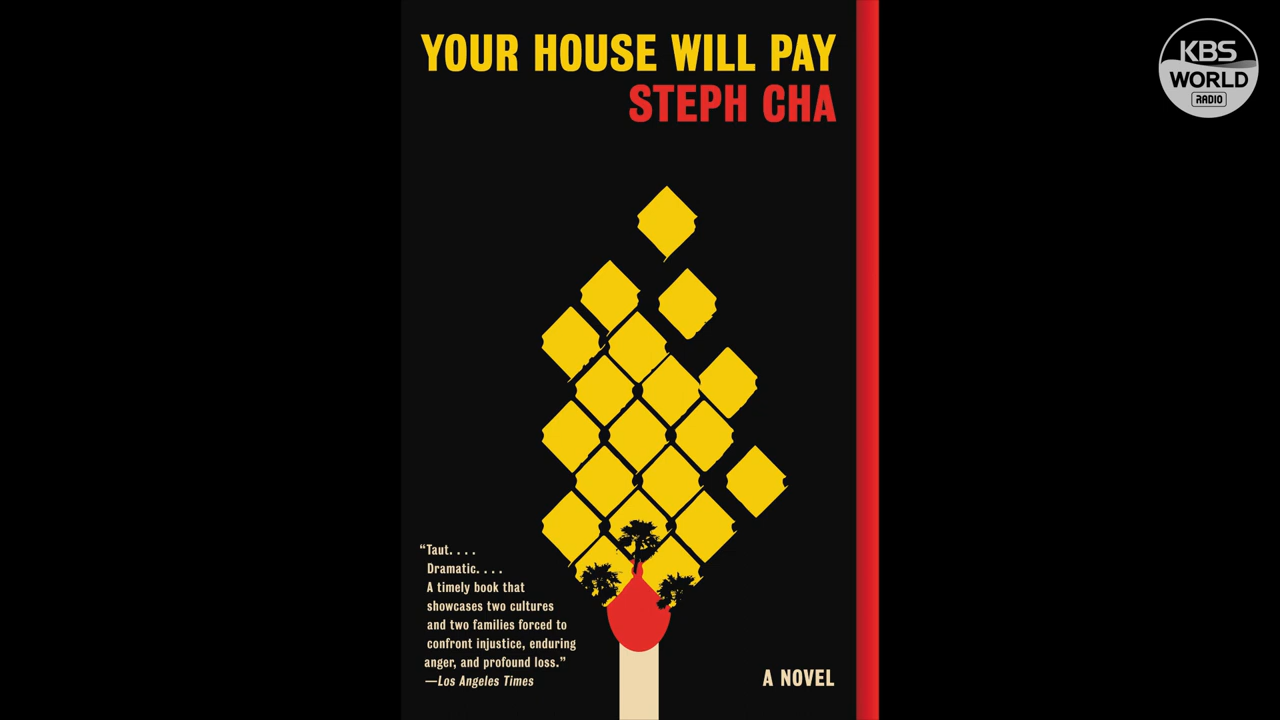 YOUR HOUSE WILL PAY
STEPH CHA
KBS
WORLD
RADIO
“Taut. . . .
Dramatic. . . .
A timely book that
showcases two cultures
and two families forced to
confront injustice, enduring
anger, and profound loss.”
—Los Angeles Times
A NOVEL